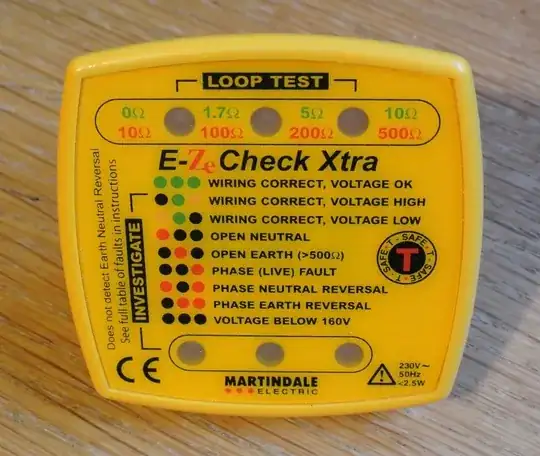 LOOP TEST
0Ω 1.7Ω 5Ω 10Ω
10Ω 100Ω 200Ω 500Ω
E-Ze Check Xtra
WIRING CORRECT, VOLTAGE OK
WIRING CORRECT, VOLTAGE HIGH
WIRING CORRECT, VOLTAGE LOW
OPEN NEUTRAL
OPEN EARTH (>500Ω)
PHASE (LIVE) FAULT
PHASE NEUTRAL REVERSAL
PHASE EARTH REVERSAL
VOLTAGE BELOW 160V
INVESTIGATE
Does not detect Earth Neutral Reversal
See full table of faults in instructions
T
SAFE-T-SAFE-T-SAFE-T-SAFE-T
CE
MARTINDALE
ELECTRIC
230V~
50Hz
<2.5W